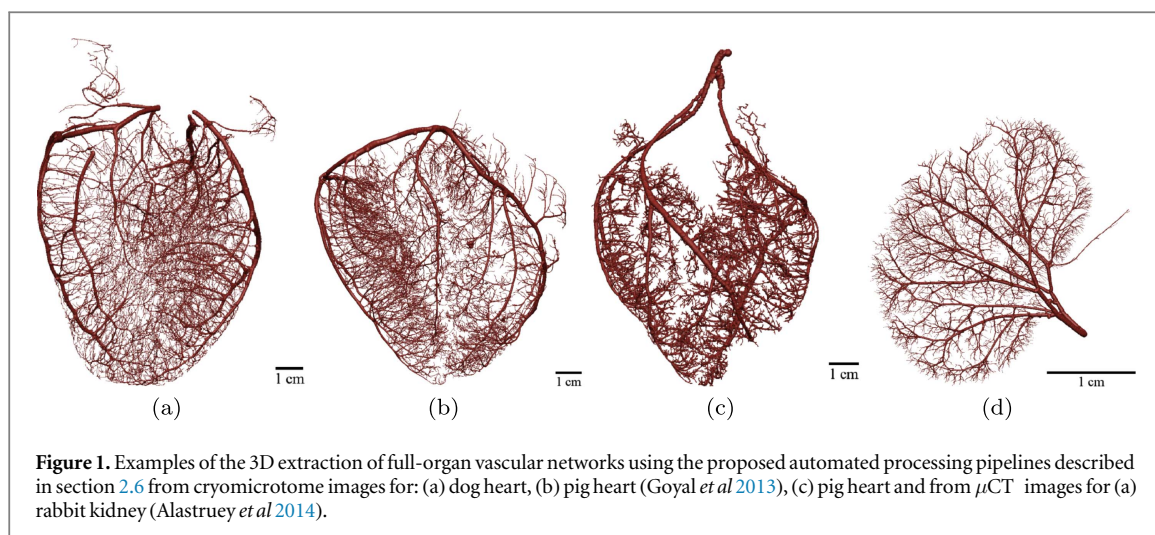 1 cm
1 cm
1 cm
1 cm
(a)
(b)
(c)
(d)
Figure 1. Examples of the 3D extraction of full-organ vascular networks using the proposed automated processing pipelines described
in section 2.6 from cryomicrotome images for: (a) dog heart, (b) pig heart (Goyal et al 2013), (c) pig heart and from μCT images for (a)
rabbit kidney (Alastruey et al 2014).